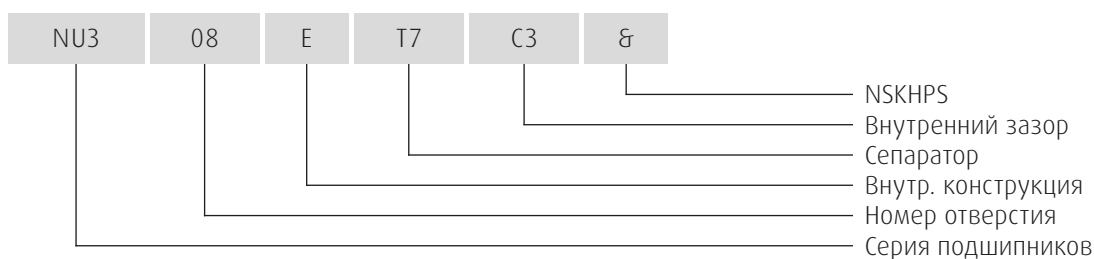 NU3 08 E T7 C3 &
NSKHPS
Внутренний зазор
Сепаратор
Внутр. конструкция
Номер отверстия
Серия подшипников